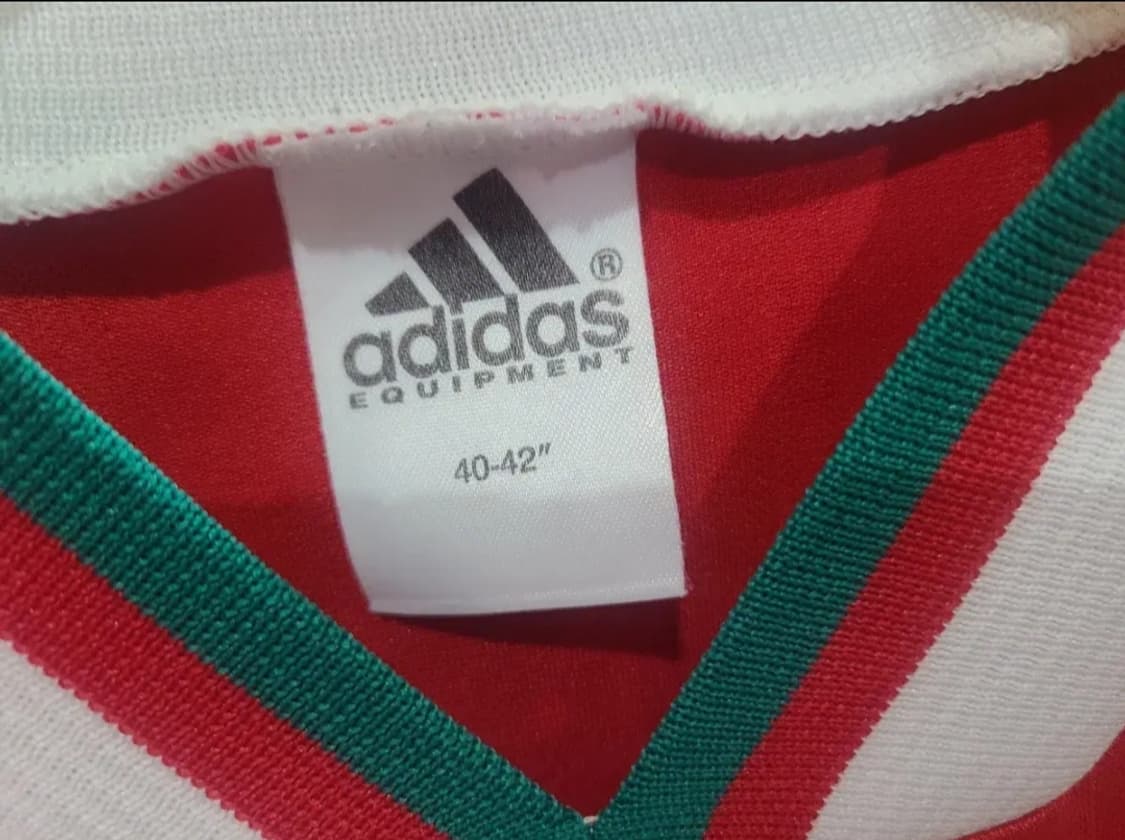 ®
adidas
EQUIPMENT
40-42"